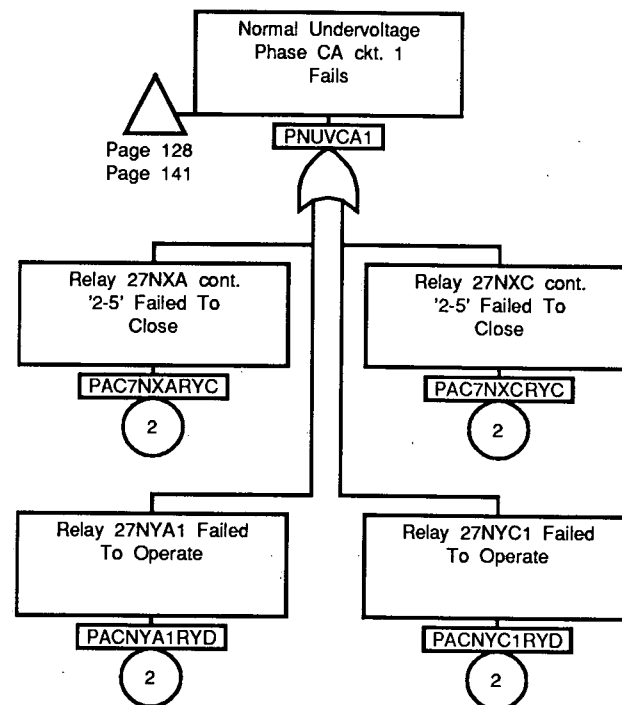 Normal Undervoltage
Phase CA ckt. 1
Fails
PNUVCA1
Page 128
Page 141
Relay 27NXA cont.
'2-5' Failed To
Close
PAC7NXARYC
2
Relay 27NXC cont.
'2-5' Failed To
Close
PAC7NXCRYC
2
Relay 27NYA1 Failed
To Operate
PACNYA1RYD
2
Relay 27NYC1 Failed
To Operate
PACNYC1RYD
2